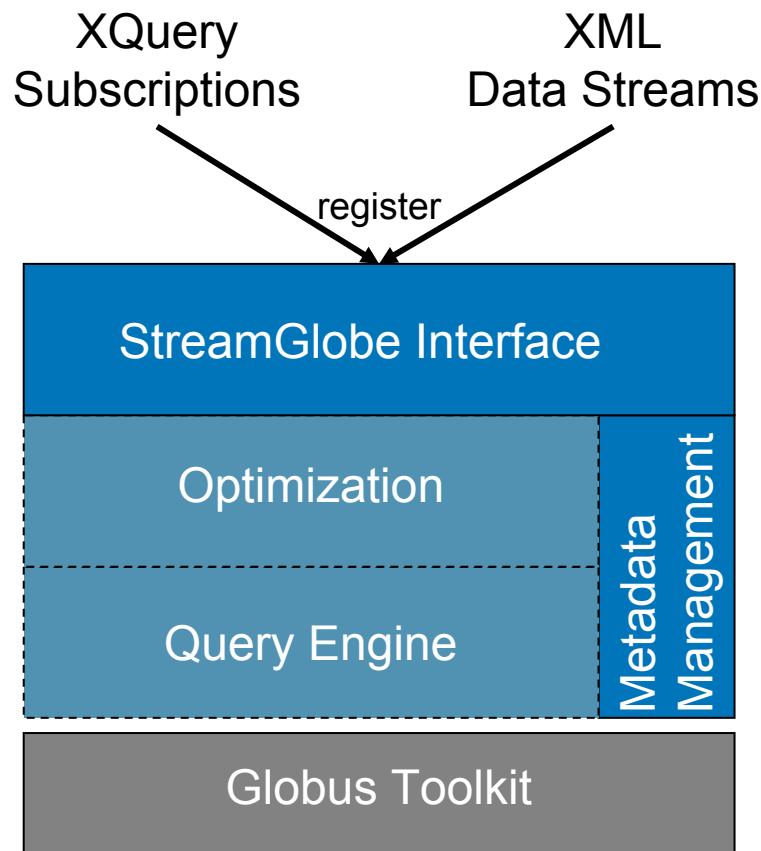 XQuery
Subscriptions
XML
Data Streams
register
StreamGlobe Interface
Optimization
Query Engine
Metadata
Management
Globus Toolkit